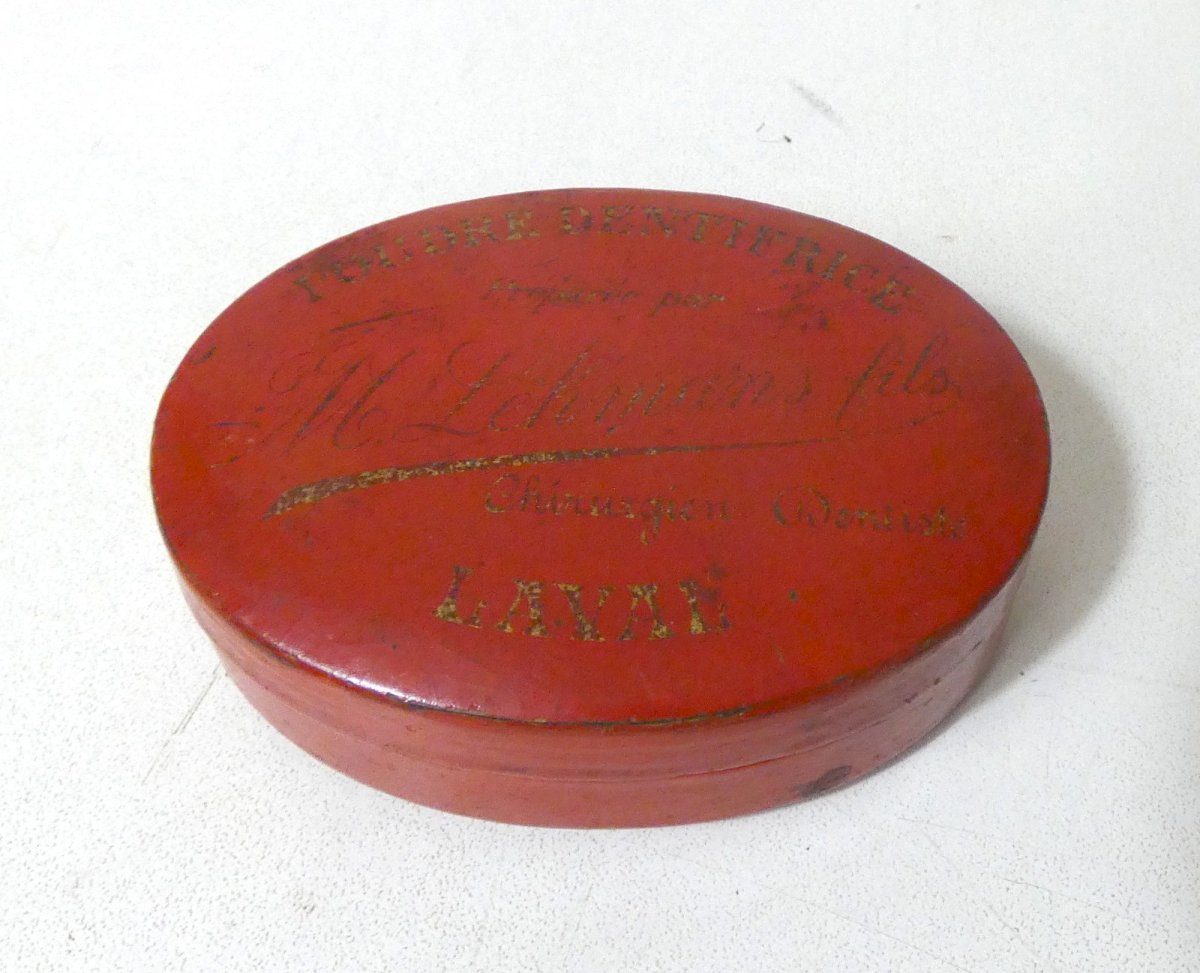 POUDRE DENTIFRICE
Préparée par
M. Lehmans fils
Chirurgien Dentiste
LAVAL